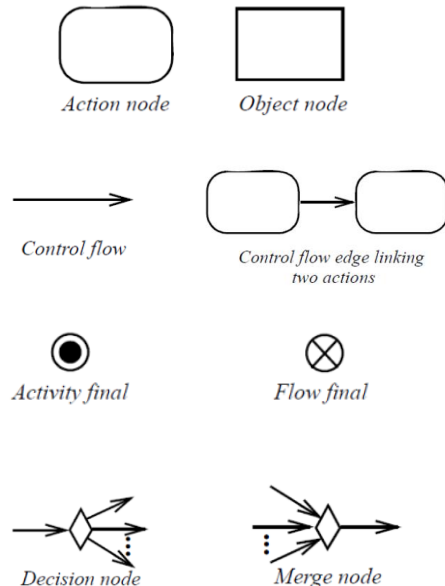 Action node
Object node
Control flow
Control flow edge linking
two actions
Activity final
Flow final
Decision node
Merge node